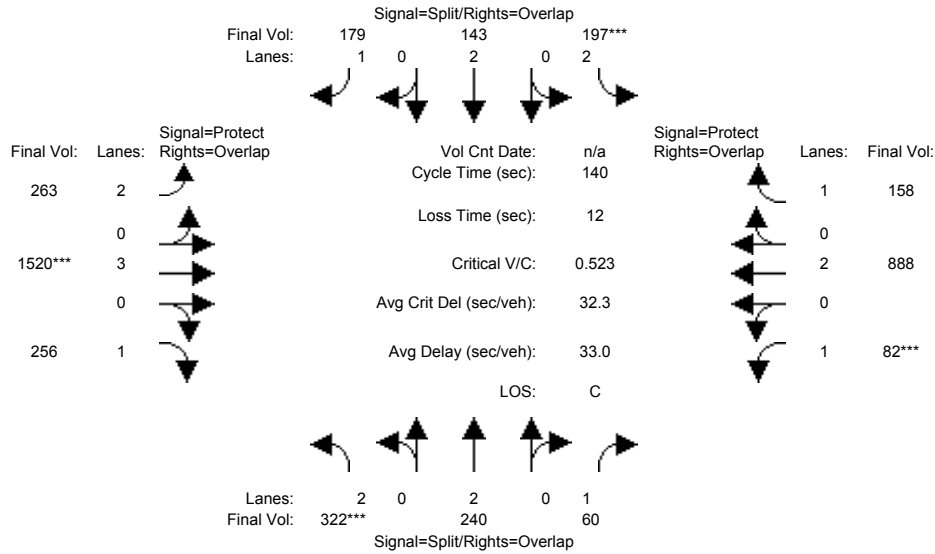 Signal=Split/Rights=Overlap
Final Vol: 179 143 197***
Lanes: 1 0 2 0 2
Signal=Protect Signal=Protect
Final Vol: Lanes: Rights=Overlap Vol Cnt Date: n/a Rights=Overlap Lanes: Final Vol:
Cycle Time (sec): 140
263 2 1 158
Loss Time (sec): 12
0 0
1520*** 3 Critical V/C: 0.523 2 888
0 Avg Crit Del (sec/veh): 32.3 0
256 1 Avg Delay (sec/veh): 33.0 1 82***
LOS: C
Lanes: 2 0 2 0 1
Final Vol: 322*** 240 60
Signal=Split/Rights=Overlap